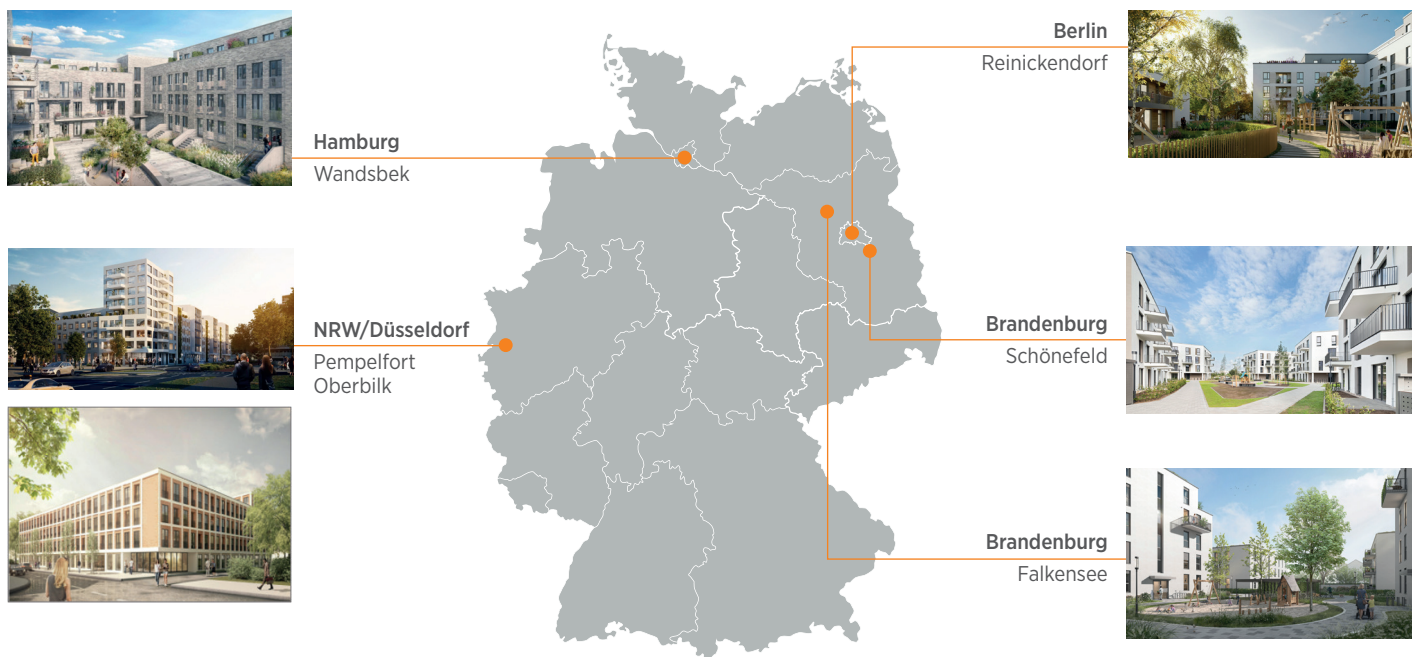 Hamburg
Wandsbek
NRW/Düsseldorf
Pempelfort
Oberbilk
Berlin
Reinickendorf
Brandenburg
Schönefeld
Brandenburg
Falkensee